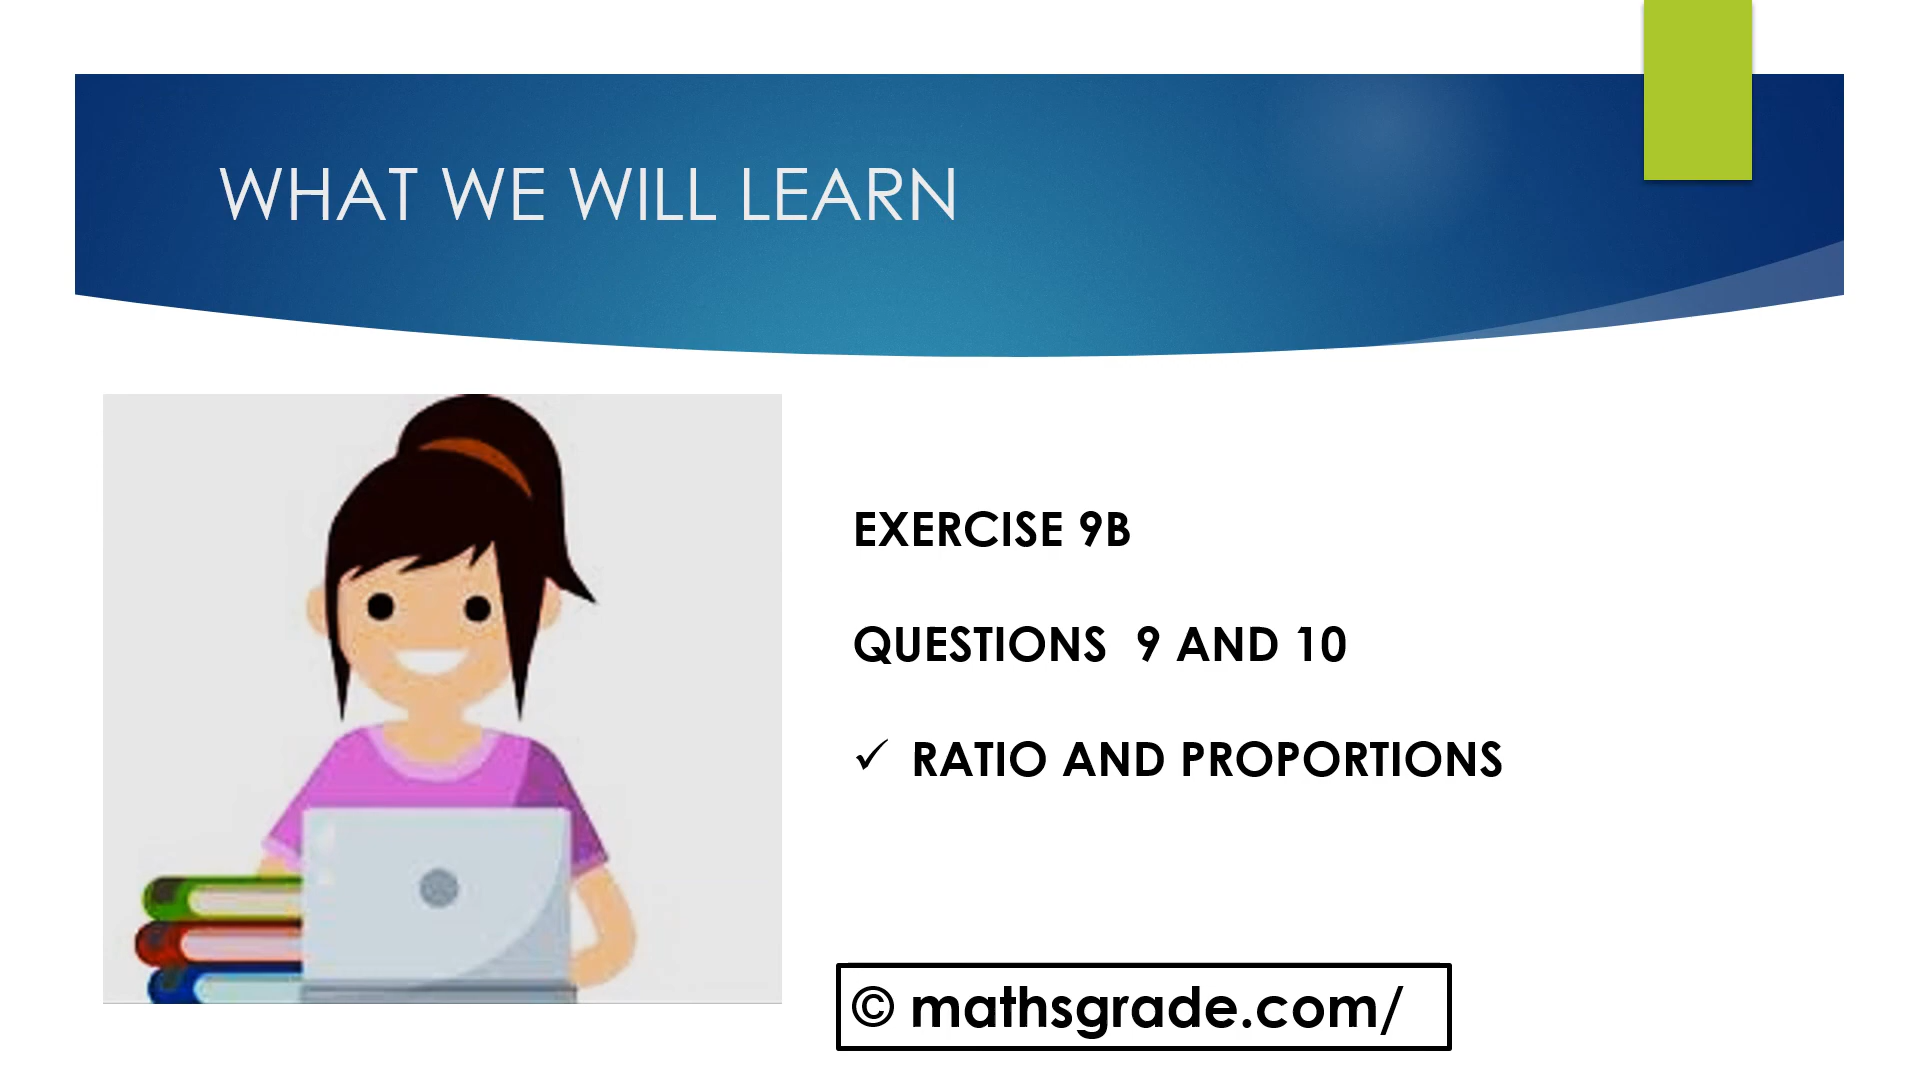 WHAT WE WILL LEARN
EXERCISE 9B
QUESTIONS  9 AND 10
✓ RATIO AND PROPORTIONS
© mathsgrade.com/